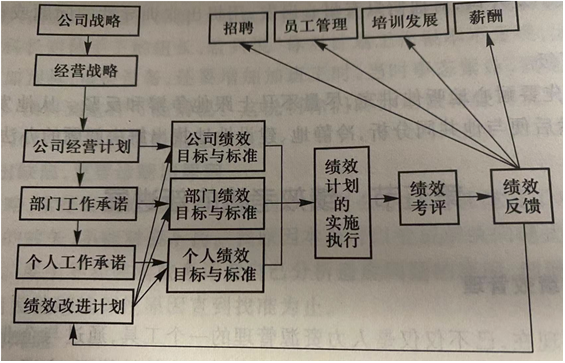 公司战略
招聘
员工管理
培训发展
薪酬
经营战略
公司经营计划
公司绩效
目标与标准
部门工作承诺
部门绩效
目标与标准
绩效
计划
的
实施
执行
绩效
考评
绩效
反馈
个人工作承诺
个人绩效
目标与标准
绩效改进计划